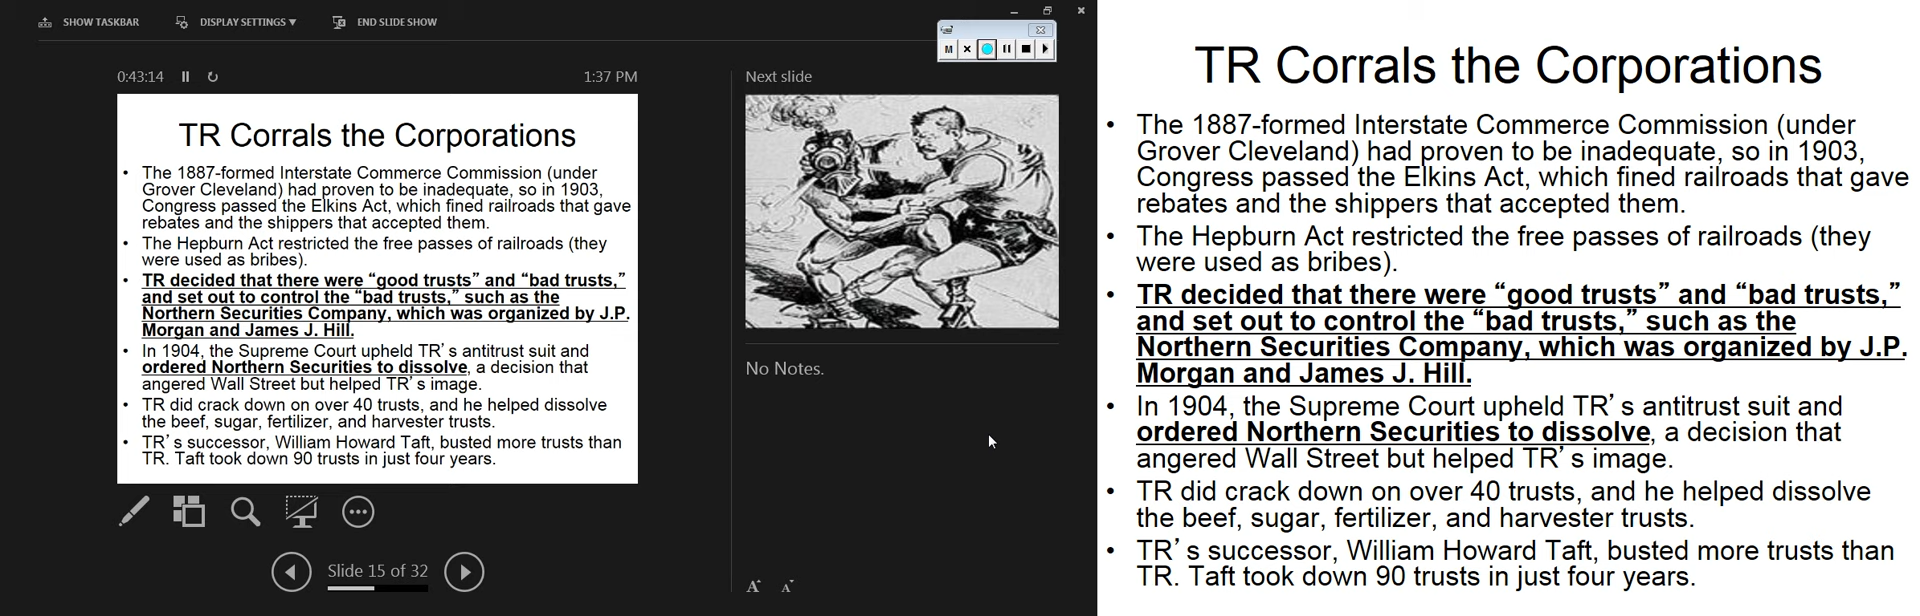 SHOW TASKBAR
DISPLAY SETTINGS ▼
END SLIDE SHOW
M
0:43:14
1:37 PM
TR Corrals the Corporations
• The 1887-formed Interstate Commerce Commission (under
Grover Cleveland) had proven to be inadequate, so in 1903,
Congress passed the Elkins Act, which fined railroads that gave
rebates and the shippers that accepted them.
• The Hepburn Act restricted the free passes of railroads (they
were used as bribes).
• TR decided that there were “good trusts” and “bad trusts,”
and set out to control the “bad trusts,” such as the
Northern Securities Company, which was organized by J.P.
Morgan and James J. Hill.
• In 1904, the Supreme Court upheld TR’s antitrust suit and
ordered Northern Securities to dissolve, a decision that
angered Wall Street but helped TR’s image.
• TR did crack down on over 40 trusts, and he helped dissolve
the beef, sugar, fertilizer, and harvester trusts.
• TR’s successor, William Howard Taft, busted more trusts than
TR. Taft took down 90 trusts in just four years.
Slide 15 of 32
Next slide
No Notes.
A A
TR Corrals the Corporations
• The 1887-formed Interstate Commerce Commission (under
Grover Cleveland) had proven to be inadequate, so in 1903,
Congress passed the Elkins Act, which fined railroads that gave
rebates and the shippers that accepted them.
• The Hepburn Act restricted the free passes of railroads (they
were used as bribes).
• TR decided that there were “good trusts” and “bad trusts,”
and set out to control the “bad trusts,” such as the
Northern Securities Company, which was organized by J.P.
Morgan and James J. Hill.
• In 1904, the Supreme Court upheld TR’s antitrust suit and
ordered Northern Securities to dissolve, a decision that
angered Wall Street but helped TR’s image.
• TR did crack down on over 40 trusts, and he helped dissolve
the beef, sugar, fertilizer, and harvester trusts.
• TR’s successor, William Howard Taft, busted more trusts than
TR. Taft took down 90 trusts in just four years.